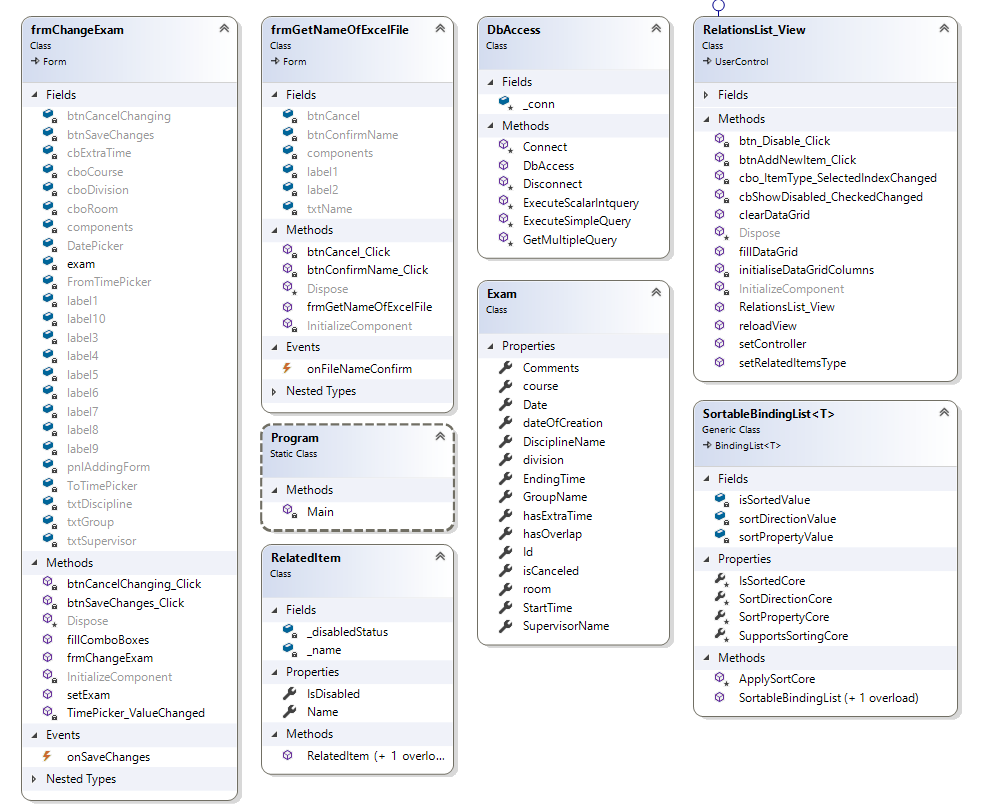 frmChangeExam
Class
Form
Fields
btnCancelChanging
btnSaveChanges
cbExtraTime
cboCourse
cboDivision
cboRoom
components
DatePicker
exam
FromTimePicker
label1
label10
label3
label4
label5
label6
label7
label8
label9
pnlAddingForm
ToTimePicker
txtDiscipline
txtGroup
txtSupervisor
Methods
btnCancelChanging_Click
btnSaveChanges_Click
Dispose
fillComboBoxes
frmChangeExam
InitializeComponent
setExam
TimePicker_ValueChanged
Events
onSaveChanges
Nested Types
frmGetNameOfExcelFile
Class
Form
Fields
btnCancel
btnConfirmName
components
label1
label2
txtName
Methods
btnCancel_Click
btnConfirmName_Click
Dispose
frmGetNameOfExcelFile
InitializeComponent
Events
onFileNameConfirm
Nested Types
Program
Static Class
Methods
Main
RelatedItem
Class
Fields
_disabledStatus
_name
Properties
IsDisabled
Name
Methods
RelatedItem (+ 1 overlo...
DbAccess
Class
Fields
_conn
Methods
Connect
DbAccess
Disconnect
ExecuteScalarIntquery
ExecuteSimpleQuery
GetMultipleQuery
Exam
Class
Properties
Comments
course
Date
dateOfCreation
DisciplineName
division
EndingTime
GroupName
hasExtraTime
hasOverlap
Id
isCanceled
room
StartTime
SupervisorName
RelationsList_View
Class
UserControl
Fields
Methods
btn_Disable_Click
btnAddNewItem_Click
cbo_ItemType_SelectedIndexChanged
cbShowDisabled_CheckedChanged
clearDataGrid
Dispose
fillDataGrid
initialiseDataGridColumns
InitializeComponent
RelationsList_View
reloadView
setController
setRelatedItemsType
SortableBindingList<T>
Generic Class
BindingList<T>
Fields
isSortedValue
sortDirectionValue
sortPropertyValue
Properties
IsSortedCore
SortDirectionCore
SortPropertyCore
SupportsSortingCore
Methods
ApplySortCore
SortableBindingList (+ 1 overload)